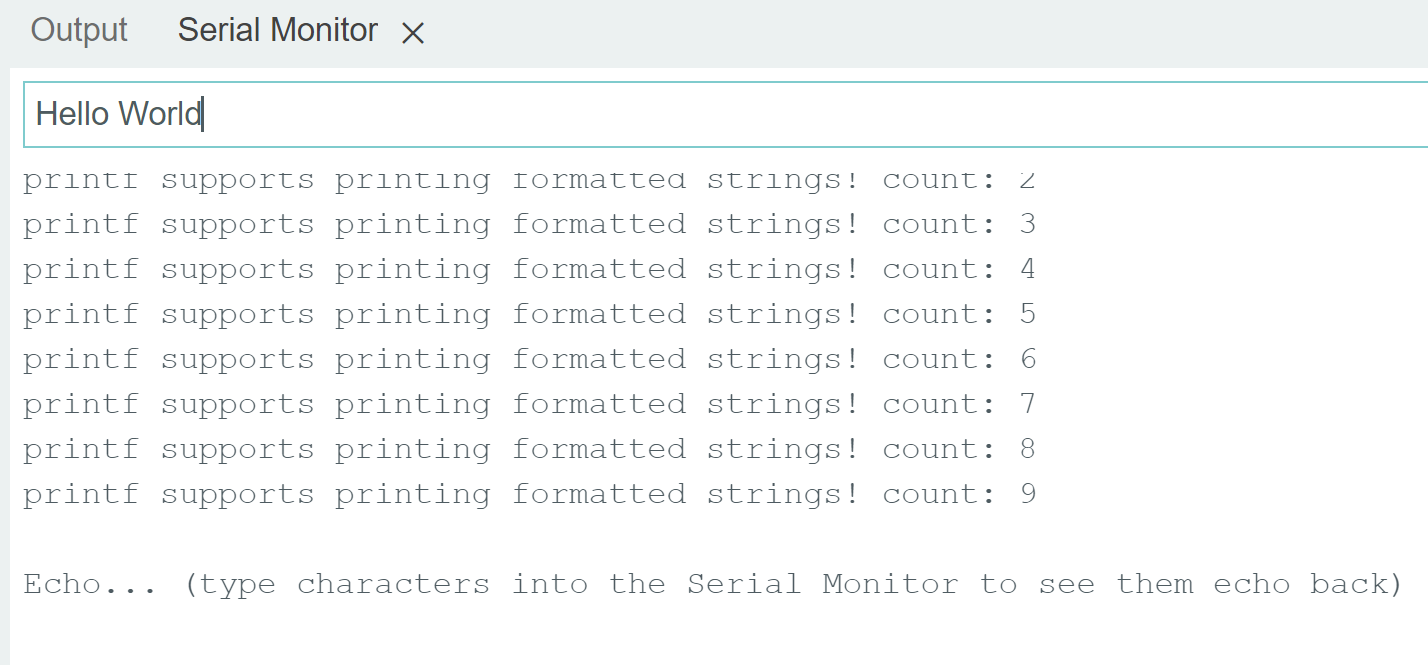 Output Serial Monitor
Hello World
printf supports printing formatted strings! count: 2
printf supports printing formatted strings! count: 3
printf supports printing formatted strings! count: 4
printf supports printing formatted strings! count: 5
printf supports printing formatted strings! count: 6
printf supports printing formatted strings! count: 7
printf supports printing formatted strings! count: 8
printf supports printing formatted strings! count: 9
Echo... (type characters into the Serial Monitor to see them echo back)